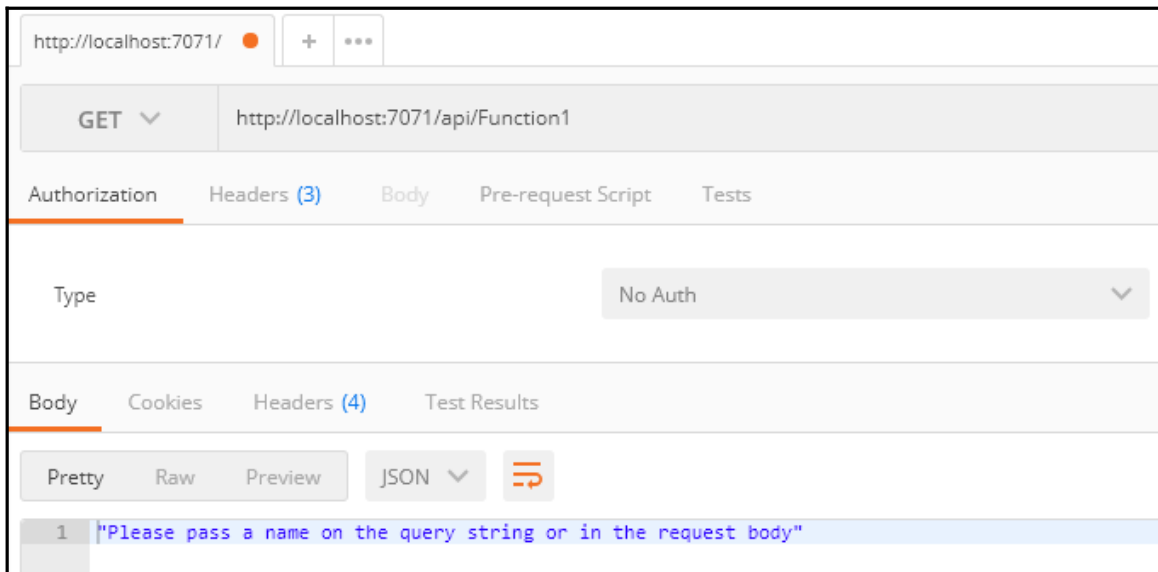 http://localhost:7071/ + •••
GET http://localhost:7071/api/Function1
Authorization Headers (3) Body Pre-request Script Tests
Type No Auth
Body Cookies Headers (4) Test Results
Pretty Raw Preview JSON
1 "Please pass a name on the query string or in the request body"